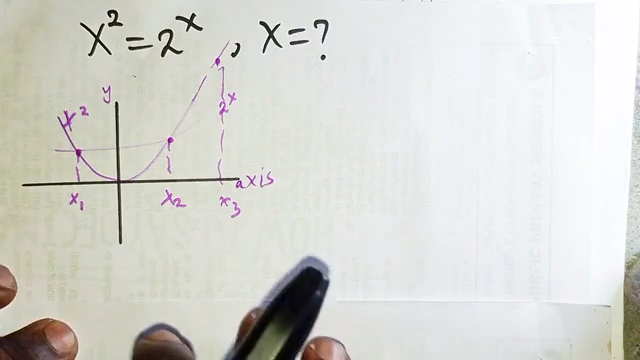 x² = 2ˣ, x = ?
y
x²
2ˣ
axis
x₁ x₂ x₃